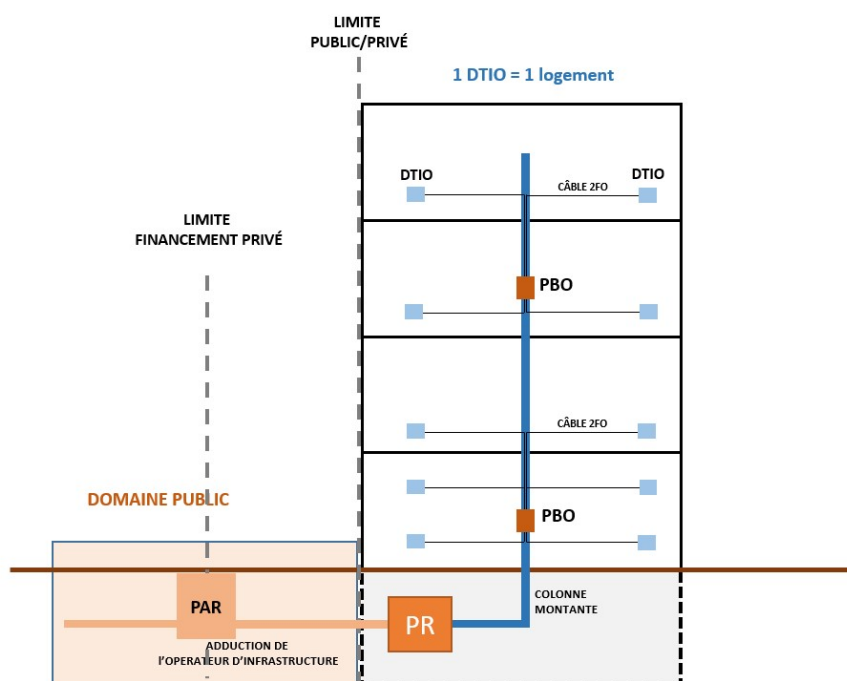 LIMITE
PUBLIC/PRIVÉ
1 DTIO = 1 logement
DTIO
DTIO
CÂBLE 2FO
LIMITE
FINANCEMENT PRIVÉ
PBO
CÂBLE 2FO
DOMAINE PUBLIC
PBO
PAR
PR
COLONNE
MONTANTE
ADDUCTION DE
l'OPERATEUR D'INFRASTRUCTURE